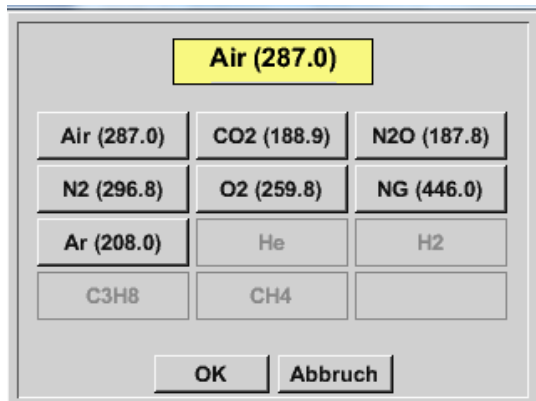 Air (287.0)
Air (287.0) CO2 (188.9) N2O (187.8)
N2 (296.8) O2 (259.8) NG (446.0)
Ar (208.0) He H2
C3H8 CH4
OK Abbruch